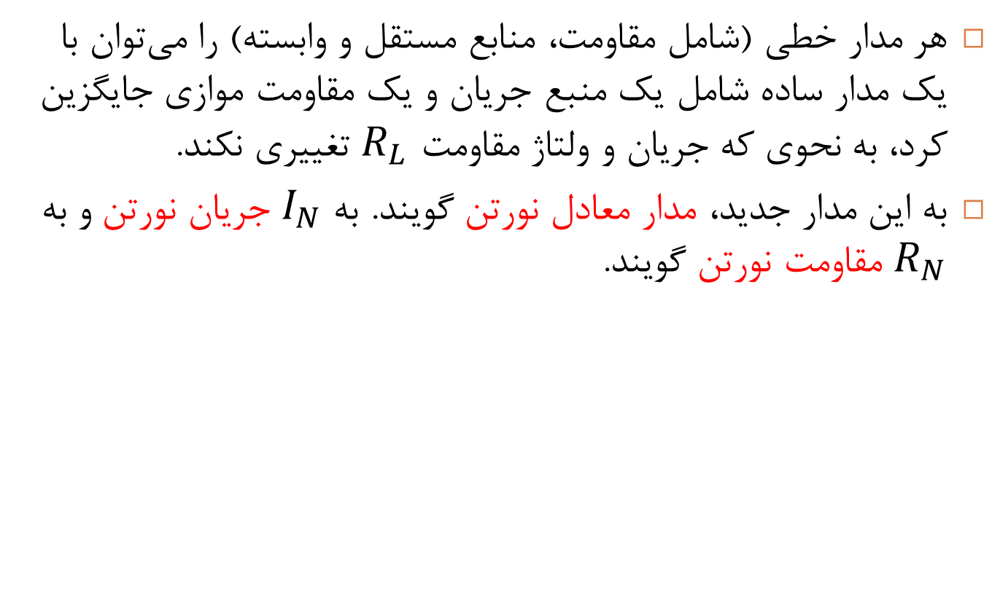 هر مدار خطی (شامل مقاومت، منابع مستقل و وابسته) را می‌توان با
یک مدار ساده شامل یک منبع جریان و یک مقاومت موازی جایگزین
کرد، به نحوی که جریان و ولتاژ مقاومت R_L تغییری نکند.
به این مدار جدید، مدار معادل نورتن گویند. به I_N جریان نورتن و به
R_N مقاومت نورتن گویند.